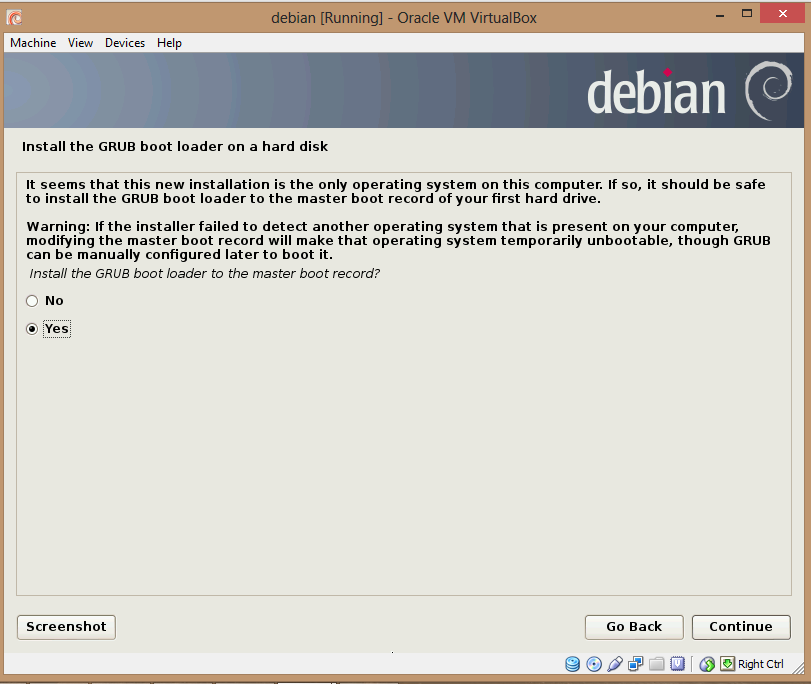 debian [Running] - Oracle VM VirtualBox
Machine View Devices Help
debian
Install the GRUB boot loader on a hard disk
It seems that this new installation is the only operating system on this computer. If so, it should be safe
to install the GRUB boot loader to the master boot record of your first hard drive.
Warning: If the installer failed to detect another operating system that is present on your computer,
modifying the master boot record will make that operating system temporarily unbootable, though GRUB
can be manually configured later to boot it.
Install the GRUB boot loader to the master boot record?
No
Yes
Screenshot Go Back Continue
Right Ctrl